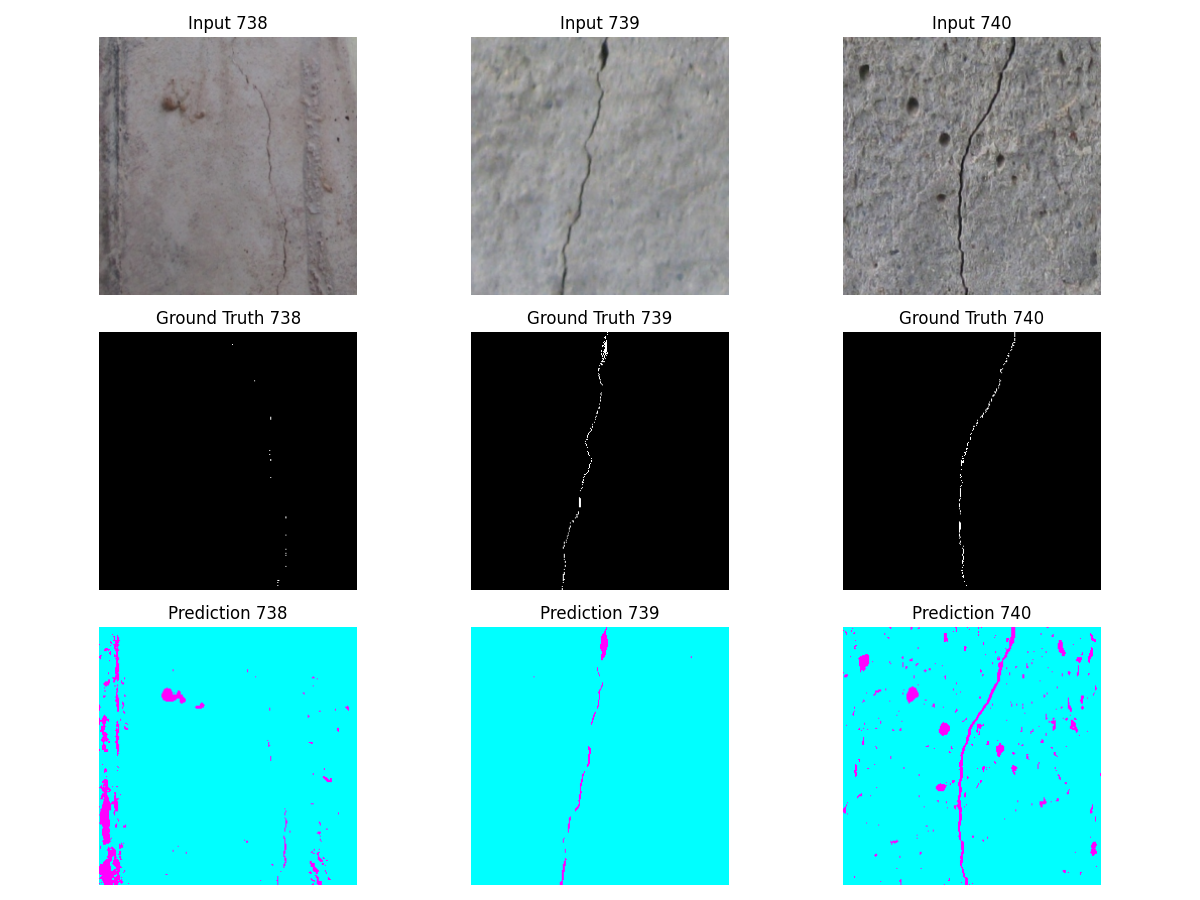 Input 738
Input 739
Input 740
Ground Truth 738
Ground Truth 739
Ground Truth 740
Prediction 738
Prediction 739
Prediction 740